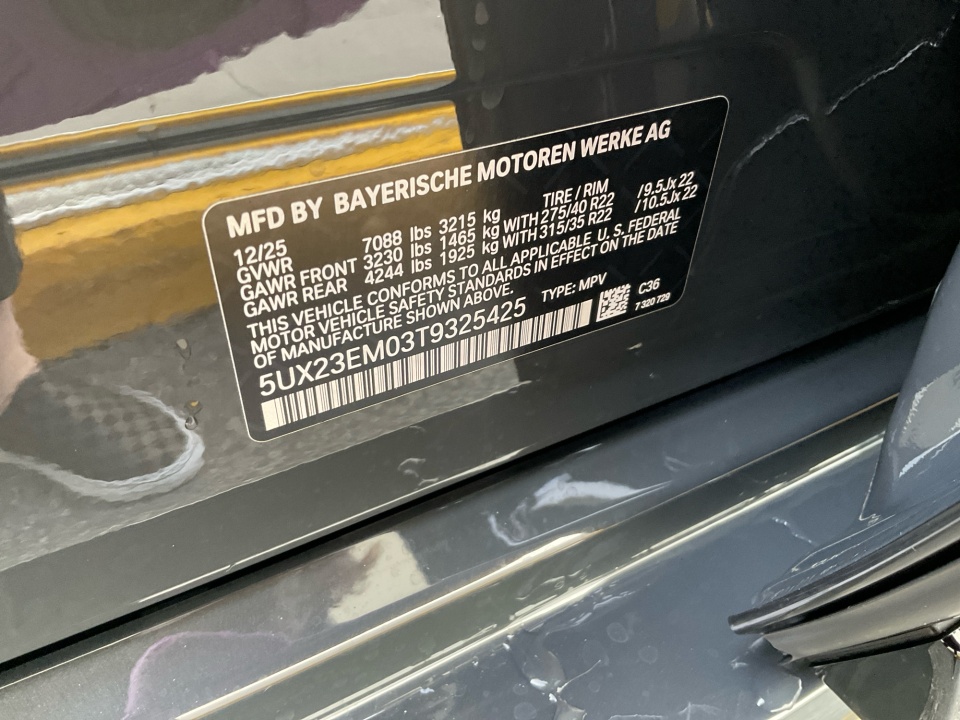 MFD BY BAYERISCHE MOTOREN WERKE AG
12/25 TIRE / RIM
GVWR 7088 lbs 3215 kg
GAWR FRONT 3230 lbs 1465 kg WITH 275/40 R22 /9.5Jx22
GAWR REAR 4244 lbs 1925 kg WITH 315/35 R22 /10.5Jx22
THIS VEHICLE CONFORMS TO ALL APPLICABLE U.S. FEDERAL
MOTOR VEHICLE SAFETY STANDARDS IN EFFECT ON THE DATE
OF MANUFACTURE SHOWN ABOVE.
5UX23EM03T9325425 TYPE: MPV C36
7 320 729